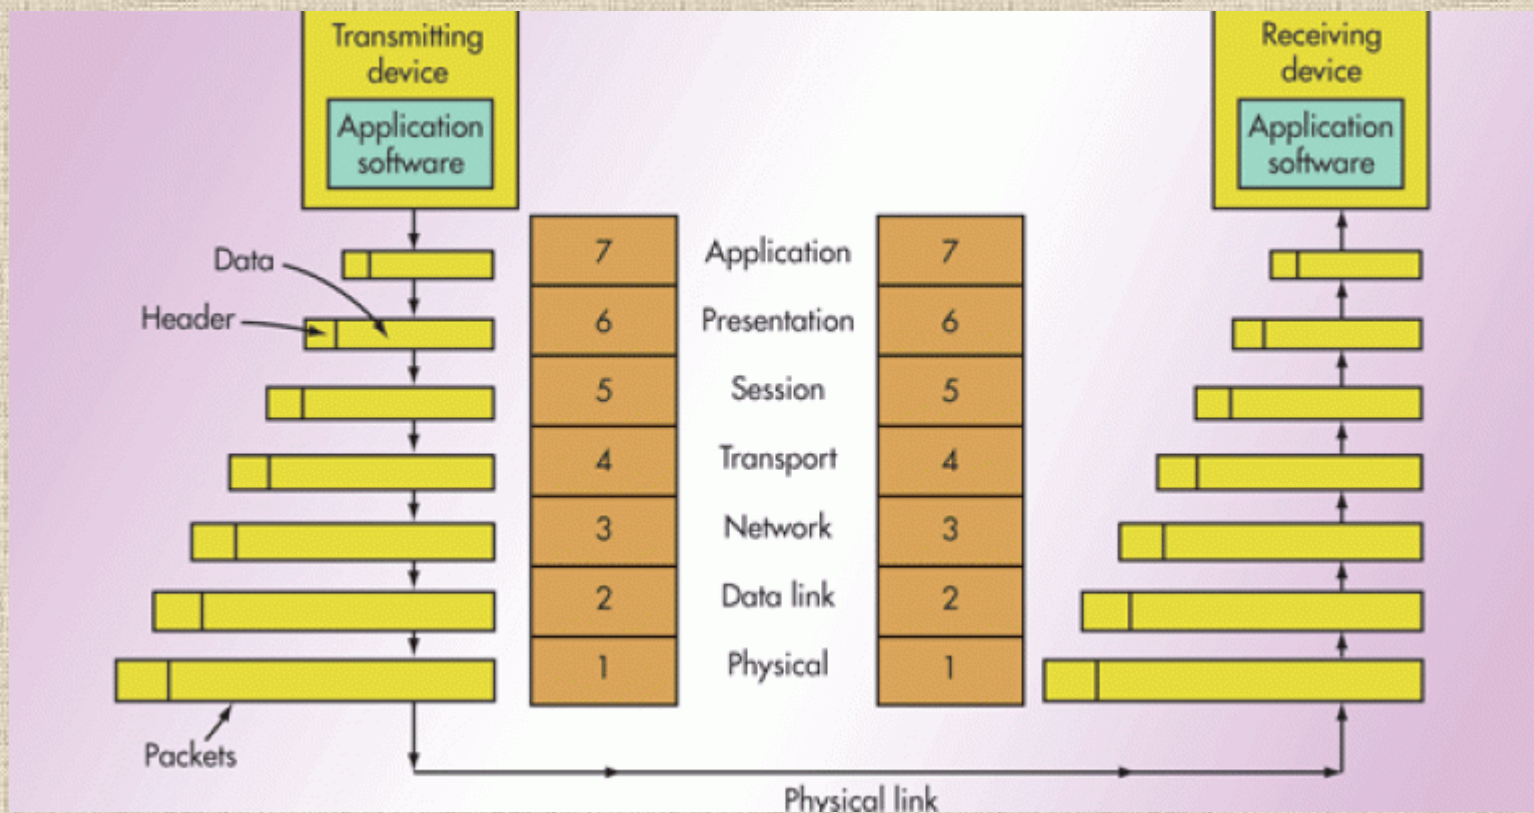 Transmitting
device
Application
software
Receiving
device
Application
software
Data
Header
7 Application 7
6 Presentation 6
5 Session 5
4 Transport 4
3 Network 3
2 Data link 2
1 Physical 1
Packets
Physical link